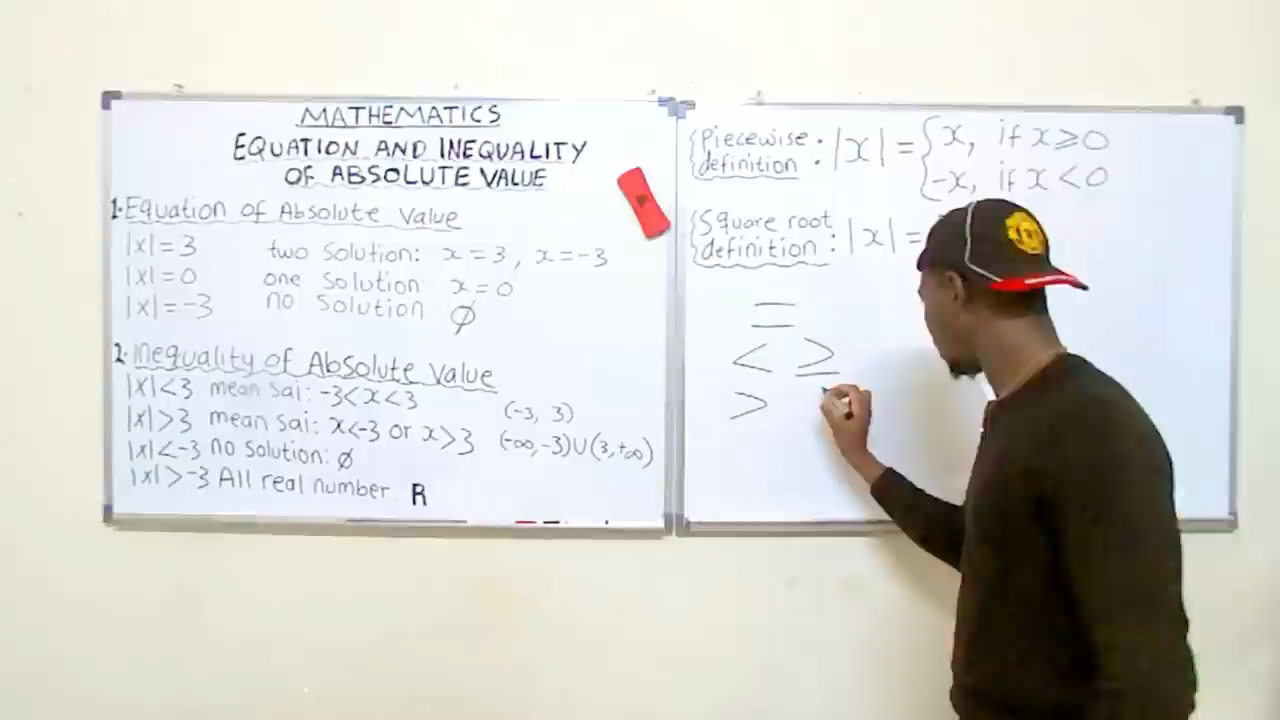 MATHEMATICS
EQUATION AND INEQUALITY
OF ABSOLUTE VALUE
1. Equation of Absolute Value
|x| = 3 two solution: x = 3, x = -3
|x| = 0 one solution x = 0
|x| = -3 no solution ∅
2. Inequality of Absolute Value
|x| < 3 mean sai: -3 < x < 3 (-3, 3)
|x| > 3 mean sai: x < -3 or x > 3 (-∞, -3) ∪ (3, +∞)
|x| < -3 no solution: ∅
|x| > -3 All real number R
Piecewise definition: |x| = { x, if x ⩾ 0
-x, if x < 0
Square root definition: |x| =
=
< ≥
>